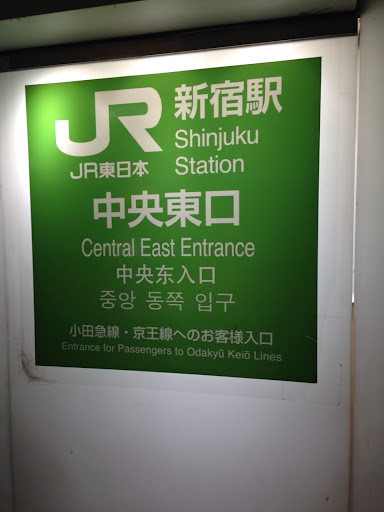 JR 新宿駅
JR東日本 Shinjuku
Station
中央東口
Central East Entrance
中央东入口
중앙 동쪽 입구
小田急線・京王線へのお客様入口
Entrance for Passengers to Odakyū Keiō Lines